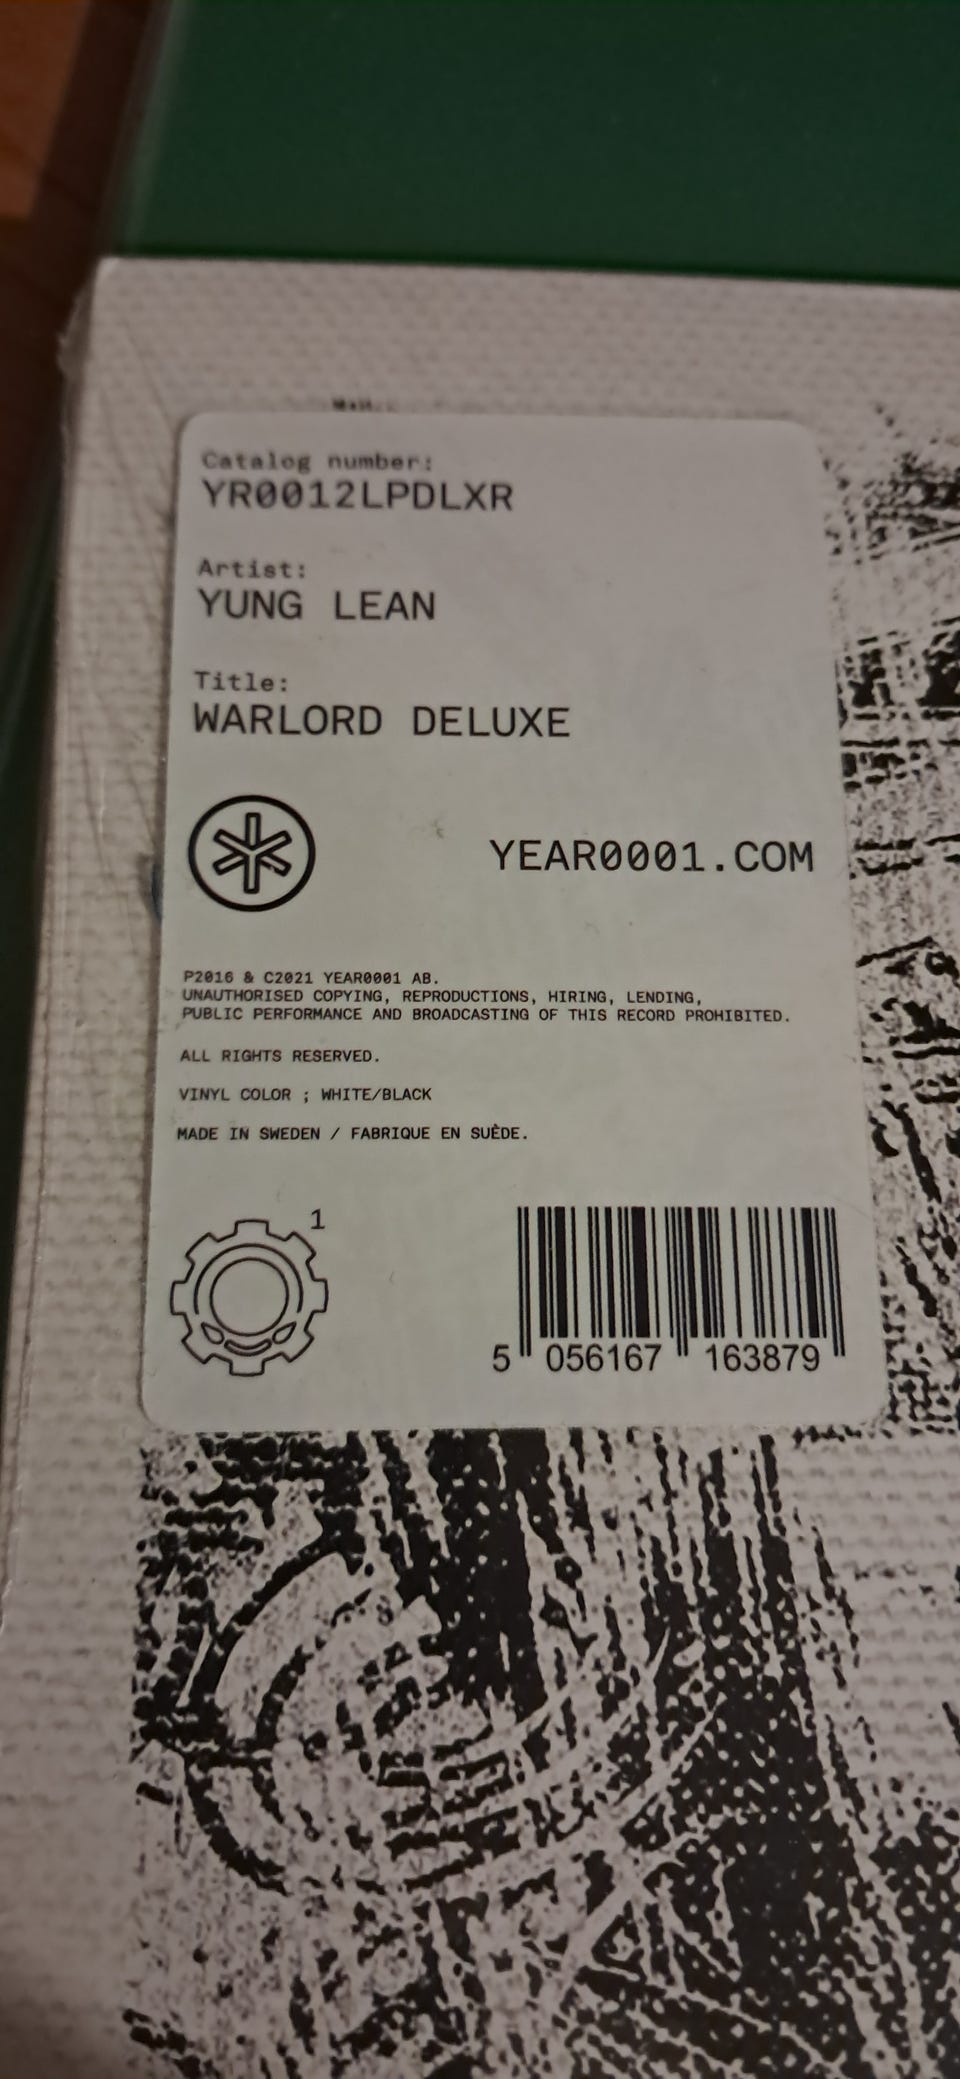 Catalog number:
YR0012LPDLXR
Artist:
YUNG LEAN
Title:
WARLORD DELUXE
YEAR0001.COM
P2016 & C2021 YEAR0001 AB.
UNAUTHORISED COPYING, REPRODUCTIONS, HIRING, LENDING,
PUBLIC PERFORMANCE AND BROADCASTING OF THIS RECORD PROHIBITED.
ALL RIGHTS RESERVED.
VINYL COLOR ; WHITE/BLACK
MADE IN SWEDEN / FABRIQUE EN SUÈDE.
1
5 056167 163879